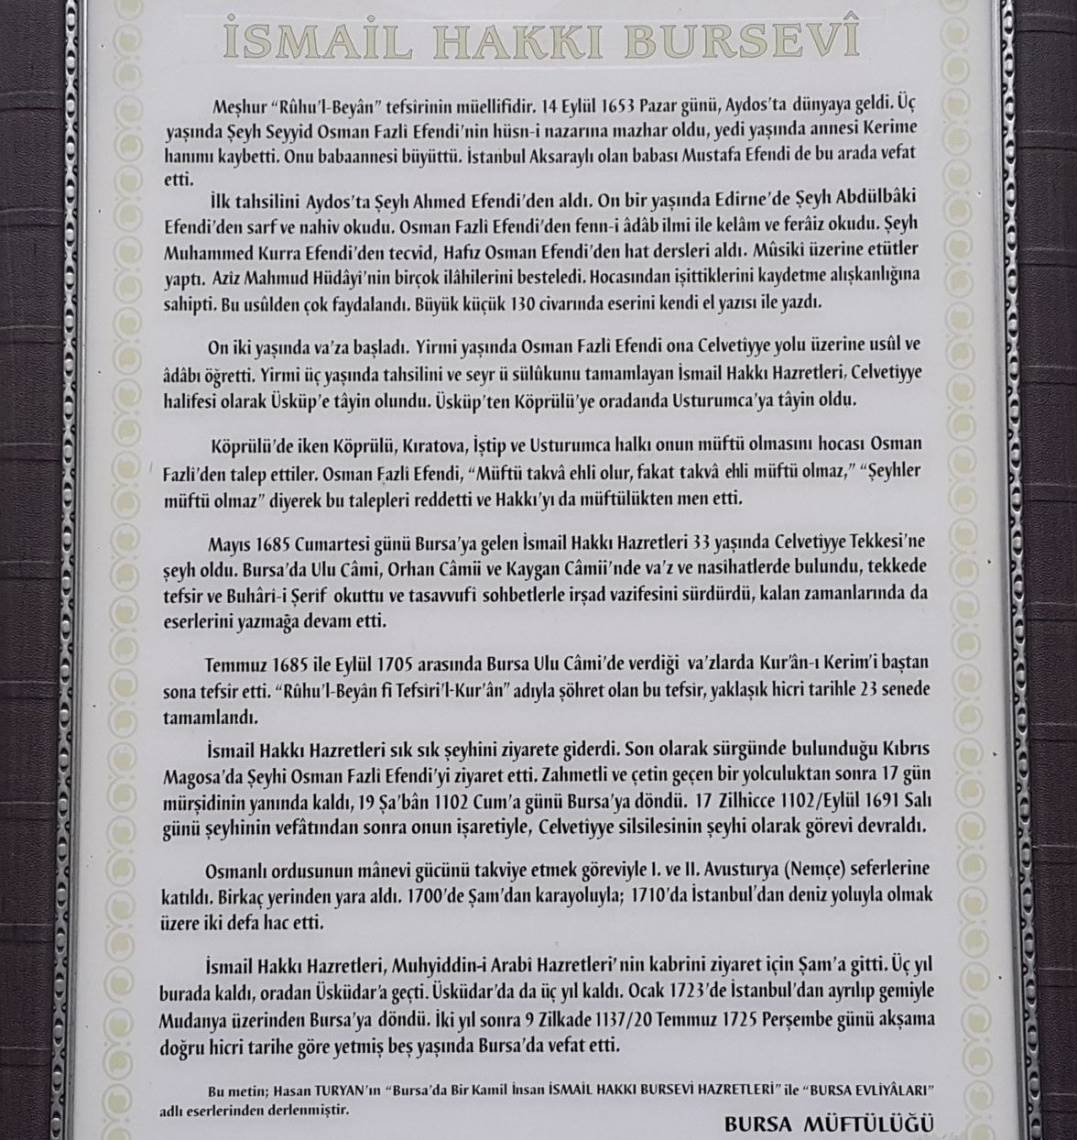 İSMAİL HAKKI BURSEVÎ
Meşhur “Rûhu’l-Beyân” tefsirinin müellifidir. 14 Eylül 1653 Pazar günü, Aydos’ta dünyaya geldi. Üç
yaşında Şeyh Seyyid Osman Fazli Efendi’nin hüsn-i nazarına mazhar oldu, yedi yaşında annesi Kerime
hanımı kaybetti. Onu babaannesi büyüttü. İstanbul Aksaraylı olan babası Mustafa Efendi de bu arada vefat
etti.
İlk tahsilini Aydos’ta Şeyh Ahmed Efendi’den aldı. On bir yaşında Edirne’de Şeyh Abdülbâki
Efendi’den sarf ve nahiv okudu. Osman Fazli Efendi’den fenn-i âdâb ilmi ile kelâm ve ferâiz okudu. Şeyh
Muhammed Kurra Efendi’den tecvid, Hafız Osman Efendi’den hat dersleri aldı. Mûsiki üzerine etütler
yaptı. Aziz Mahmud Hüdâyi’nin birçok ilâhilerini besteledi. Hocasından işittiklerini kaydetme alışkanlığına
sahipti. Bu usûlden çok faydalandı. Büyük küçük 130 civarında eserini kendi el yazısı ile yazdı.
On iki yaşında va’za başladı. Yirmi yaşında Osman Fazli Efendi ona Celvetiyye yolu üzerine usûl ve
âdâbı öğretti. Yirmi üç yaşında tahsilini ve seyr ü sülûkunu tamamlayan İsmail Hakkı Hazretleri, Celvetiyye
halifesi olarak Üsküp’e tâyin olundu. Üsküp’ten Köprülü’ye oradanda Usturumca’ya tâyin oldu.
Köprülü’de iken Köprülü, Kıratova, İştip ve Usturumca halkı onun müftü olmasını hocası Osman
Fazli’den talep ettiler. Osman Fazli Efendi, “Müftü takvâ ehli olur, fakat takvâ ehli müftü olmaz,” “Şeyhler
müftü olmaz” diyerek bu talepleri reddetti ve Hakkı’yı da müftülükten men etti.
Mayıs 1685 Cumartesi günü Bursa’ya gelen İsmail Hakkı Hazretleri 33 yaşında Celvetiyye Tekkesi’ne
şeyh oldu. Bursa’da Ulu Câmi, Orhan Câmii ve Kaygan Câmii’nde va’z ve nasihatlerde bulundu, tekkede
tefsir ve Buhâri-i Şerif okuttu ve tasavvufi sohbetlerle irşad vazifesini sürdürdü, kalan zamanlarında da
eserlerini yazmağa devam etti.
Temmuz 1685 ile Eylül 1705 arasında Bursa Ulu Câmi’de verdiği va’zlarda Kur’ân-ı Kerim’i baştan
sona tefsir etti. “Rûhu’l-Beyân fi Tefsiri’l-Kur’ân” adıyla şöhret olan bu tefsir, yaklaşık hicri tarihle 23 senede
tamamlandı.
İsmail Hakkı Hazretleri sık sık şeyhini ziyarete giderdi. Son olarak sürgünde bulunduğu Kıbrıs
Magosa’da Şeyhi Osman Fazli Efendi’yi ziyaret etti. Zahmetli ve çetin geçen bir yolculuktan sonra 17 gün
mürşidinin yanında kaldı, 19 Şa’bân 1102 Cum’a günü Bursa’ya döndü. 17 Zilhicce 1102/Eylül 1691 Salı
günü şeyhinin vefâtından sonra onun işaretiyle, Celvetiyye silsilesinin şeyhi olarak görevi devraldı.
Osmanlı ordusunun mânevi gücünü takviye etmek göreviyle I. ve II. Avusturya (Nemçe) seferlerine
katıldı. Birkaç yerinden yara aldı. 1700’de Şam’dan karayoluyla; 1710’da İstanbul’dan deniz yoluyla olmak
üzere iki defa hac etti.
İsmail Hakkı Hazretleri, Muhyiddin-i Arabi Hazretleri’nin kabrini ziyaret için Şam’a gitti. Üç yıl
burada kaldı, oradan Üsküdar’a geçti. Üsküdar’da da üç yıl kaldı. Ocak 1723’de İstanbul’dan ayrılıp gemiyle
Mudanya üzerinden Bursa’ya döndü. İki yıl sonra 9 Zilkade 1137/20 Temmuz 1725 Perşembe günü akşama
doğru hicri tarihe göre yetmiş beş yaşında Bursa’da vefat etti.
Bu metin; Hasan TURYAN’ın “Bursa’da Bir Kamil İnsan İSMAİL HAKKI BURSEVİ HAZRETLERİ” ile “BURSA EVLİYÂLARI”
adlı eserlerinden derlenmiştir.
BURSA MÜFTÜLÜĞÜ